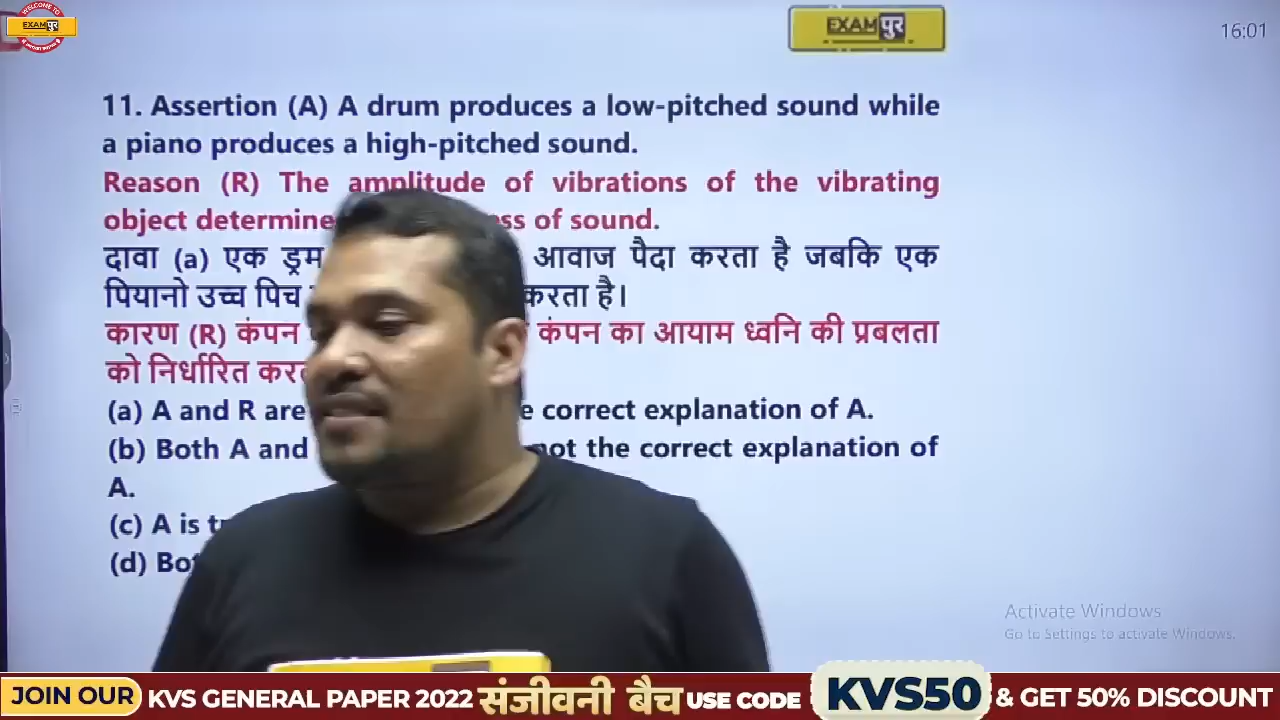 WELCOME TO
EXAMपुर
EXAMपुर
16:01
11. Assertion (A) A drum produces a low-pitched sound while
a piano produces a high-pitched sound.
Reason (R) The amplitude of vibrations of the vibrating
object determine ss of sound.
दावा (a) एक ड्रम आवाज पैदा करता है जबकि एक
पियानो उच्च पिच करता है।
कारण (R) कंपन कंपन का आयाम ध्वनि की प्रबलता
को निर्धारित
(a) A and R are correct explanation of A.
(b) Both A and not the correct explanation of
A.
(c) A is
(d)
Activate Windows
Go to Settings to activate Windows.
JOIN OUR KVS GENERAL PAPER 2022 संजीवनी बैच USE CODE KVS50 & GET 50% DISCOUNT